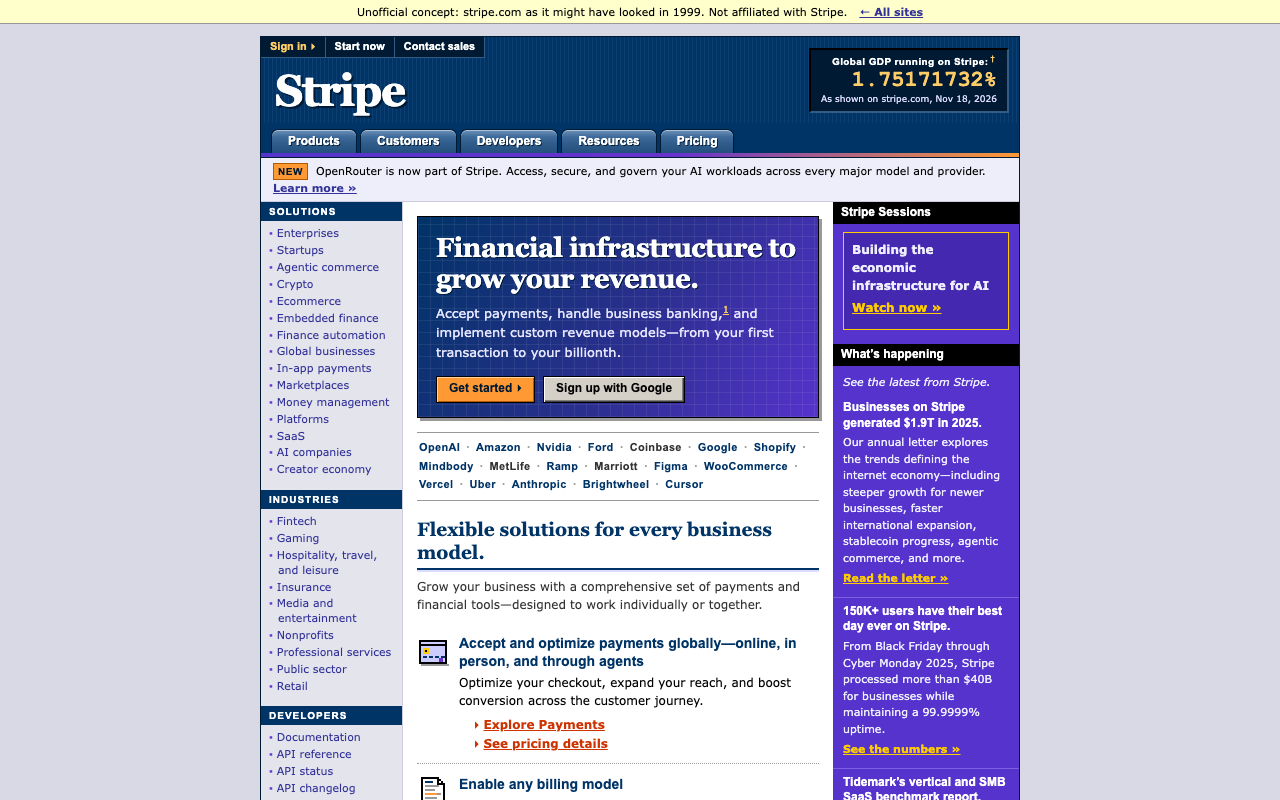 Unofficial concept: stripe.com as it might have looked in 1999. Not affiliated with Stripe. ← All sites
Sign in
Start now
Contact sales
Stripe
Global GDP running on Stripe:†
1.75171732%
As shown on stripe.com, Nov 18, 2026
Products
Customers
Developers
Resources
Pricing
NEW OpenRouter is now part of Stripe. Access, secure, and govern your AI workloads across every major model and provider.
Learn more »
SOLUTIONS
• Enterprises
• Startups
• Agentic commerce
• Crypto
• Ecommerce
• Embedded finance
• Finance automation
• Global businesses
• In-app payments
• Marketplaces
• Money management
• Platforms
• SaaS
• AI companies
• Creator economy
INDUSTRIES
• Fintech
• Gaming
• Hospitality, travel,
and leisure
• Insurance
• Media and
entertainment
• Nonprofits
• Professional services
• Public sector
• Retail
DEVELOPERS
• Documentation
• API reference
• API status
• API changelog
Financial infrastructure to
grow your revenue.
Accept payments, handle business banking,1 and
implement custom revenue models—from your first
transaction to your billionth.
Get started
Sign up with Google
OpenAI · Amazon · Nvidia · Ford · Coinbase · Google · Shopify ·
Mindbody · MetLife · Ramp · Marriott · Figma · WooCommerce ·
Vercel · Uber · Anthropic · Brightwheel · Cursor
Flexible solutions for every business
model.
Grow your business with a comprehensive set of payments and
financial tools—designed to work individually or together.
Accept and optimize payments globally—online, in
person, and through agents
Optimize your checkout, expand your reach, and boost
conversion across the customer journey.
Explore Payments
See pricing details
Enable any billing model
Stripe Sessions
Building the
economic
infrastructure for AI
Watch now »
What's happening
See the latest from Stripe.
Businesses on Stripe
generated $1.9T in 2025.
Our annual letter explores
the trends defining the
internet economy—including
steeper growth for newer
businesses, faster
international expansion,
stablecoin progress, agentic
commerce, and more.
Read the letter »
150K+ users have their best
day ever on Stripe.
From Black Friday through
Cyber Monday 2025, Stripe
processed more than $40B
for businesses while
maintaining a 99.9999%
uptime.
See the numbers »
Tidemark's vertical and SMB
SaaS benchmark report.